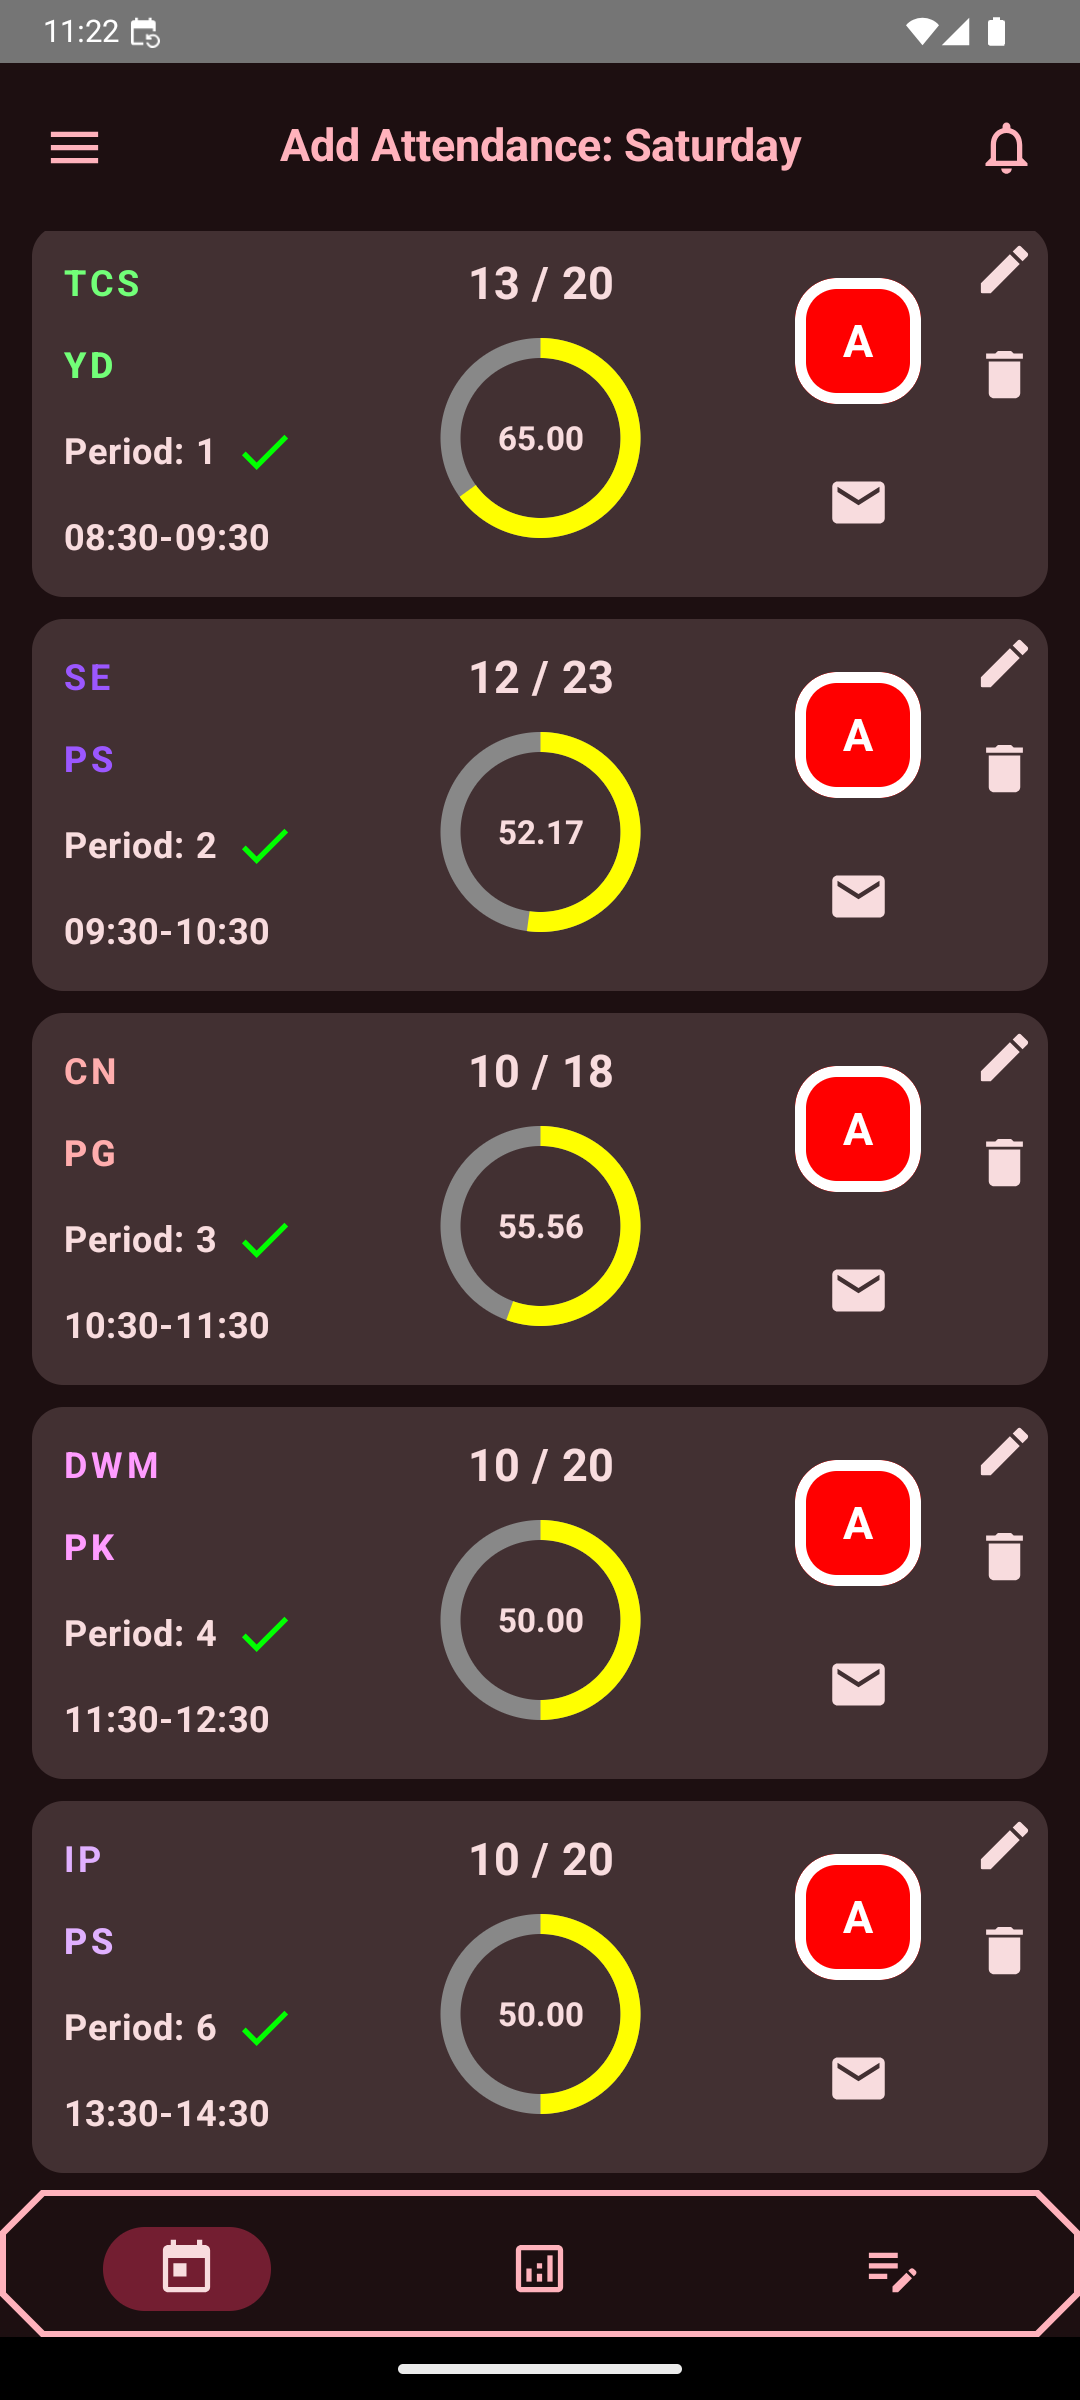 11:22
Add Attendance: Saturday
TCS
13 / 20
A
YD
65.00
Period: 1
08:30-09:30
SE
12 / 23
A
PS
52.17
Period: 2
09:30-10:30
CN
10 / 18
A
PG
55.56
Period: 3
10:30-11:30
DWM
10 / 20
A
PK
50.00
Period: 4
11:30-12:30
IP
10 / 20
A
PS
50.00
Period: 6
13:30-14:30